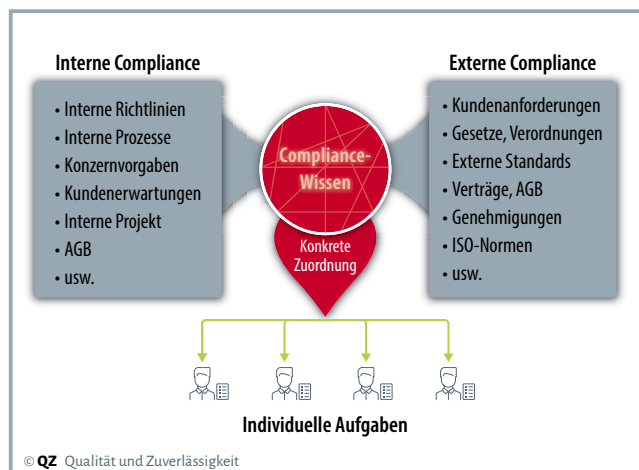 Interne Compliance
• Interne Richtlinien
• Interne Prozesse
• Konzernvorgaben
• Kundenerwartungen
• Interne Projekt
• AGB
• usw.
Compliance-
Wissen
Konkrete
Zuordnung
Externe Compliance
• Kundenanforderungen
• Gesetze, Verordnungen
• Externe Standards
• Verträge, AGB
• Genehmigungen
• ISO-Normen
• usw.
Individuelle Aufgaben
© QZ Qualität und Zuverlässigkeit